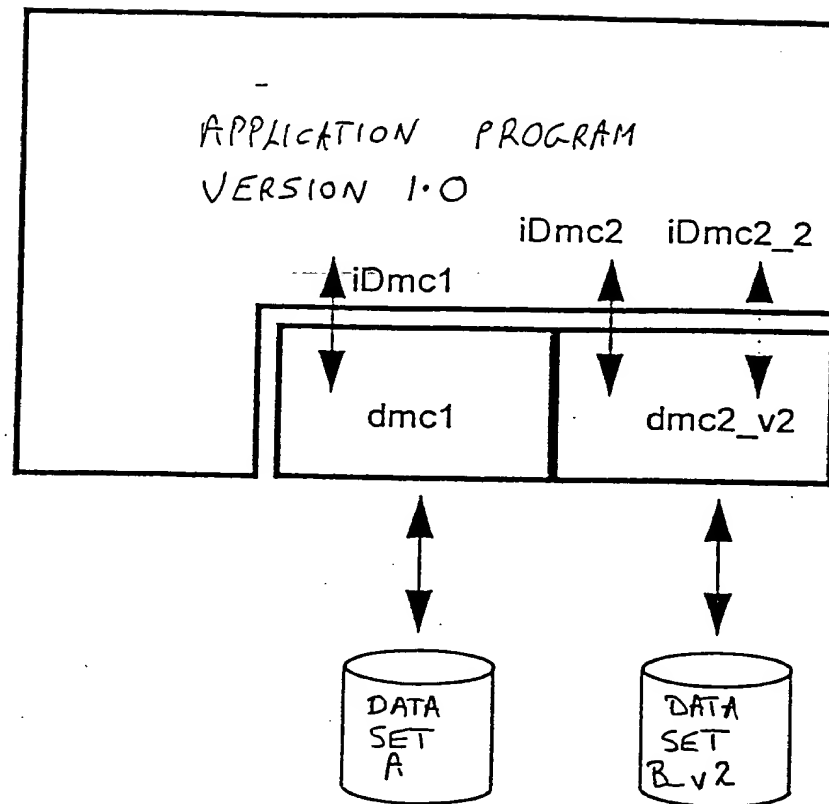 APPLICATION PROGRAM
VERSION 1.0
iDmc2 iDmc2_2
iDmc1
dmc1 dmc2_v2
DATA
SET
A
DATA
SET
B_v2